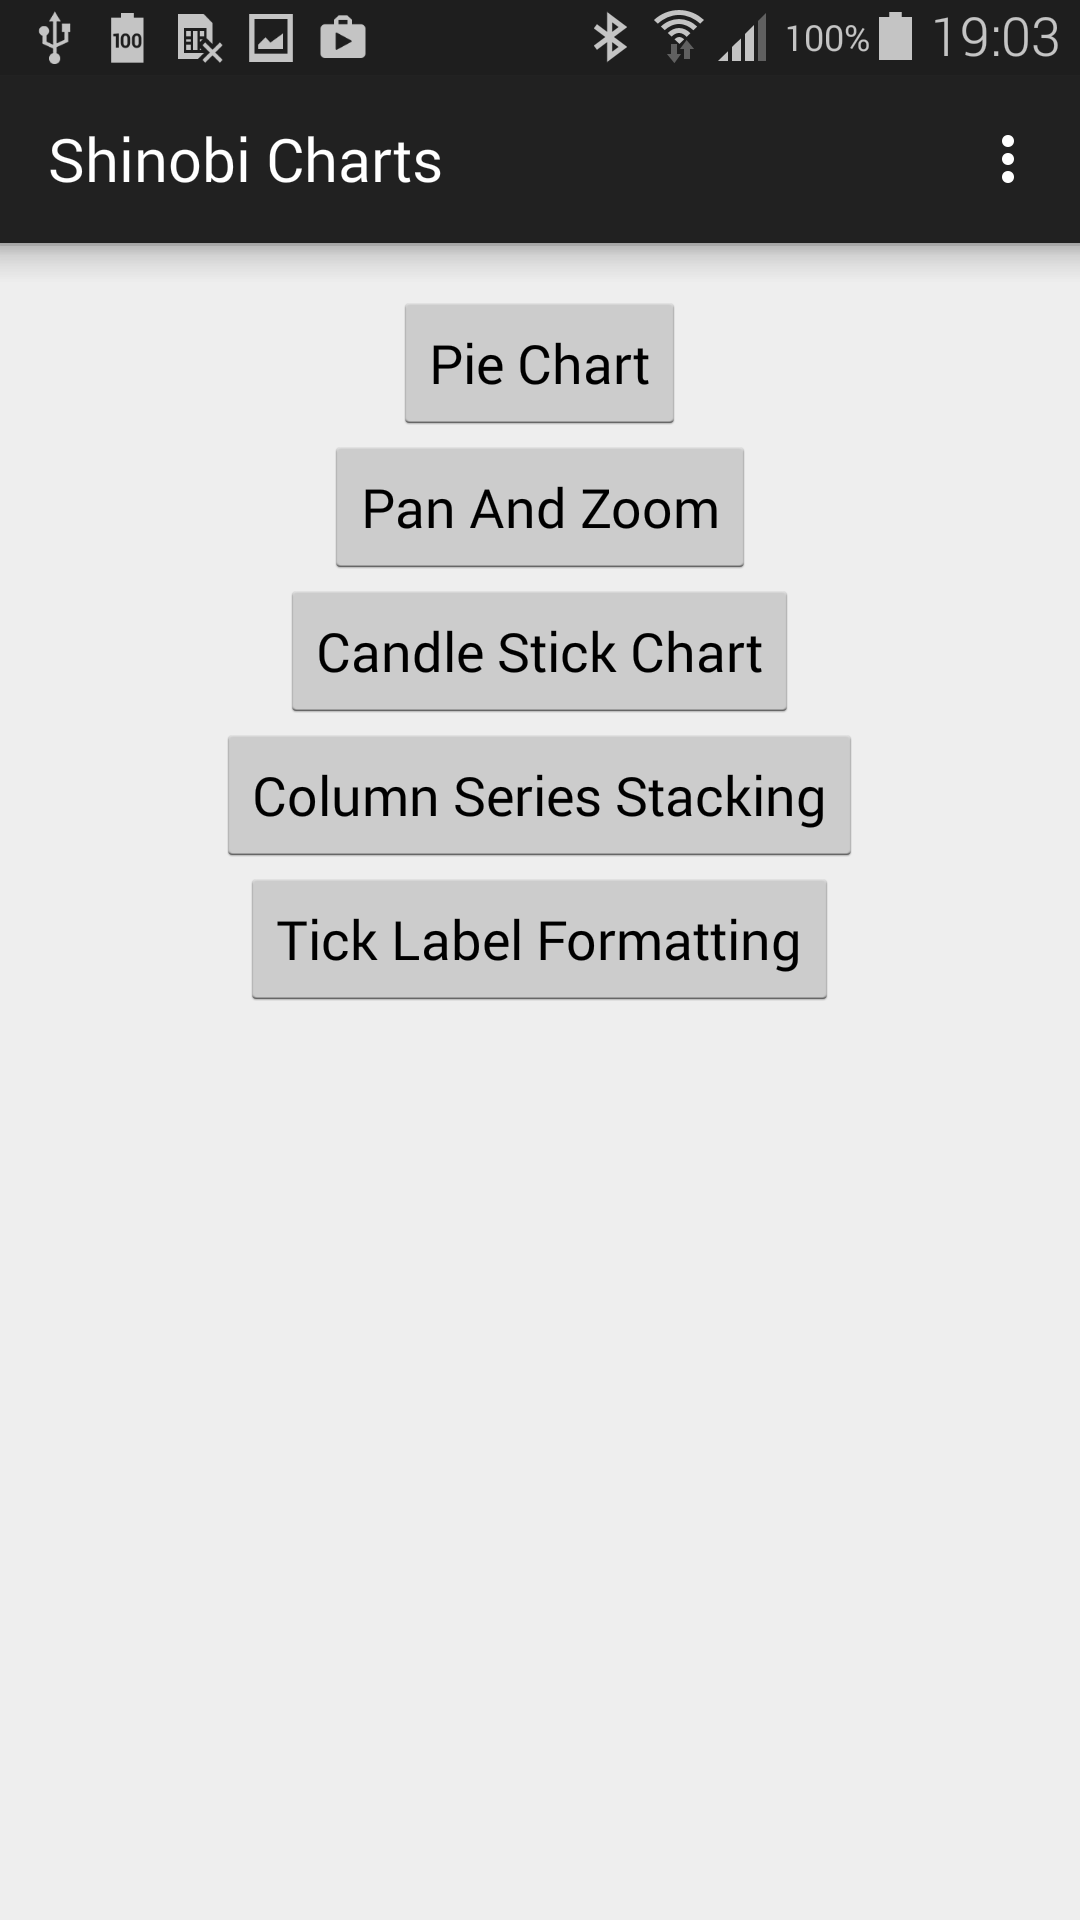 100 100% 19:03
Shinobi Charts
Pie Chart
Pan And Zoom
Candle Stick Chart
Column Series Stacking
Tick Label Formatting